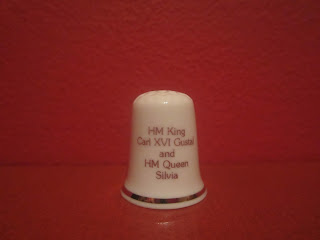 HM King
Carl XVI Gustaf
and
HM Queen
Silvia